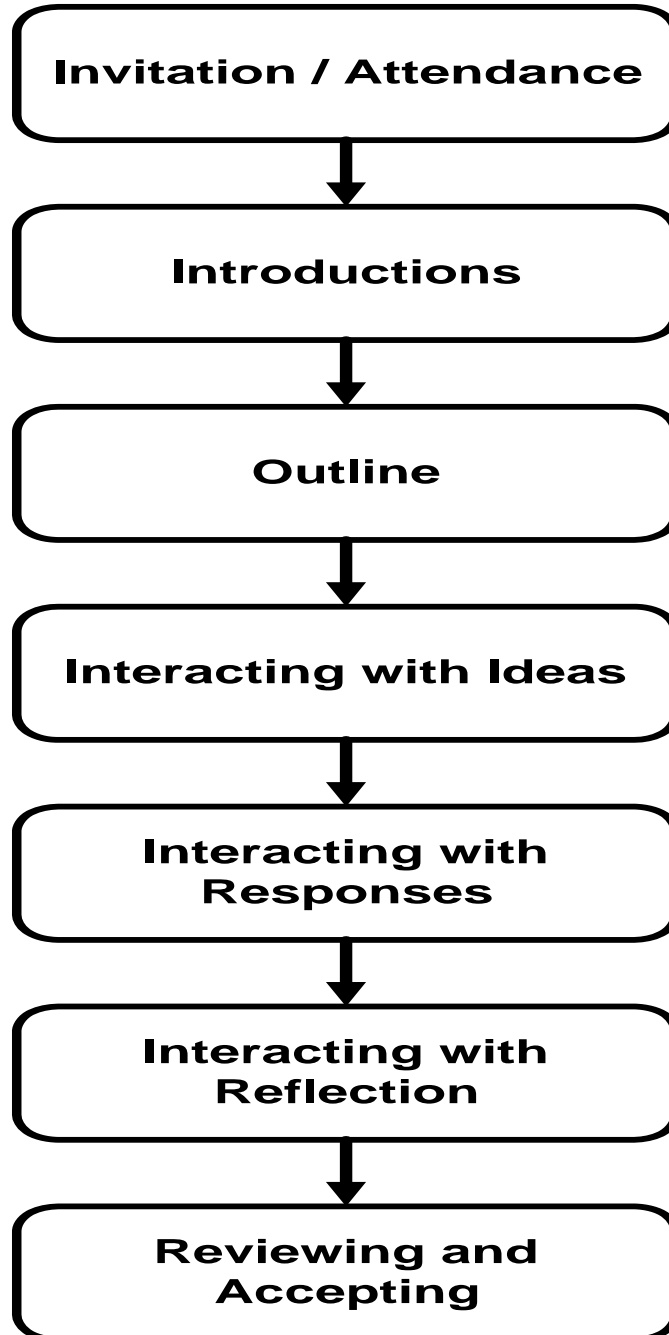 Invitation / Attendance
Introductions
Outline
Interacting with Ideas
Interacting with
Responses
Interacting with
Reflection
Reviewing and
Accepting